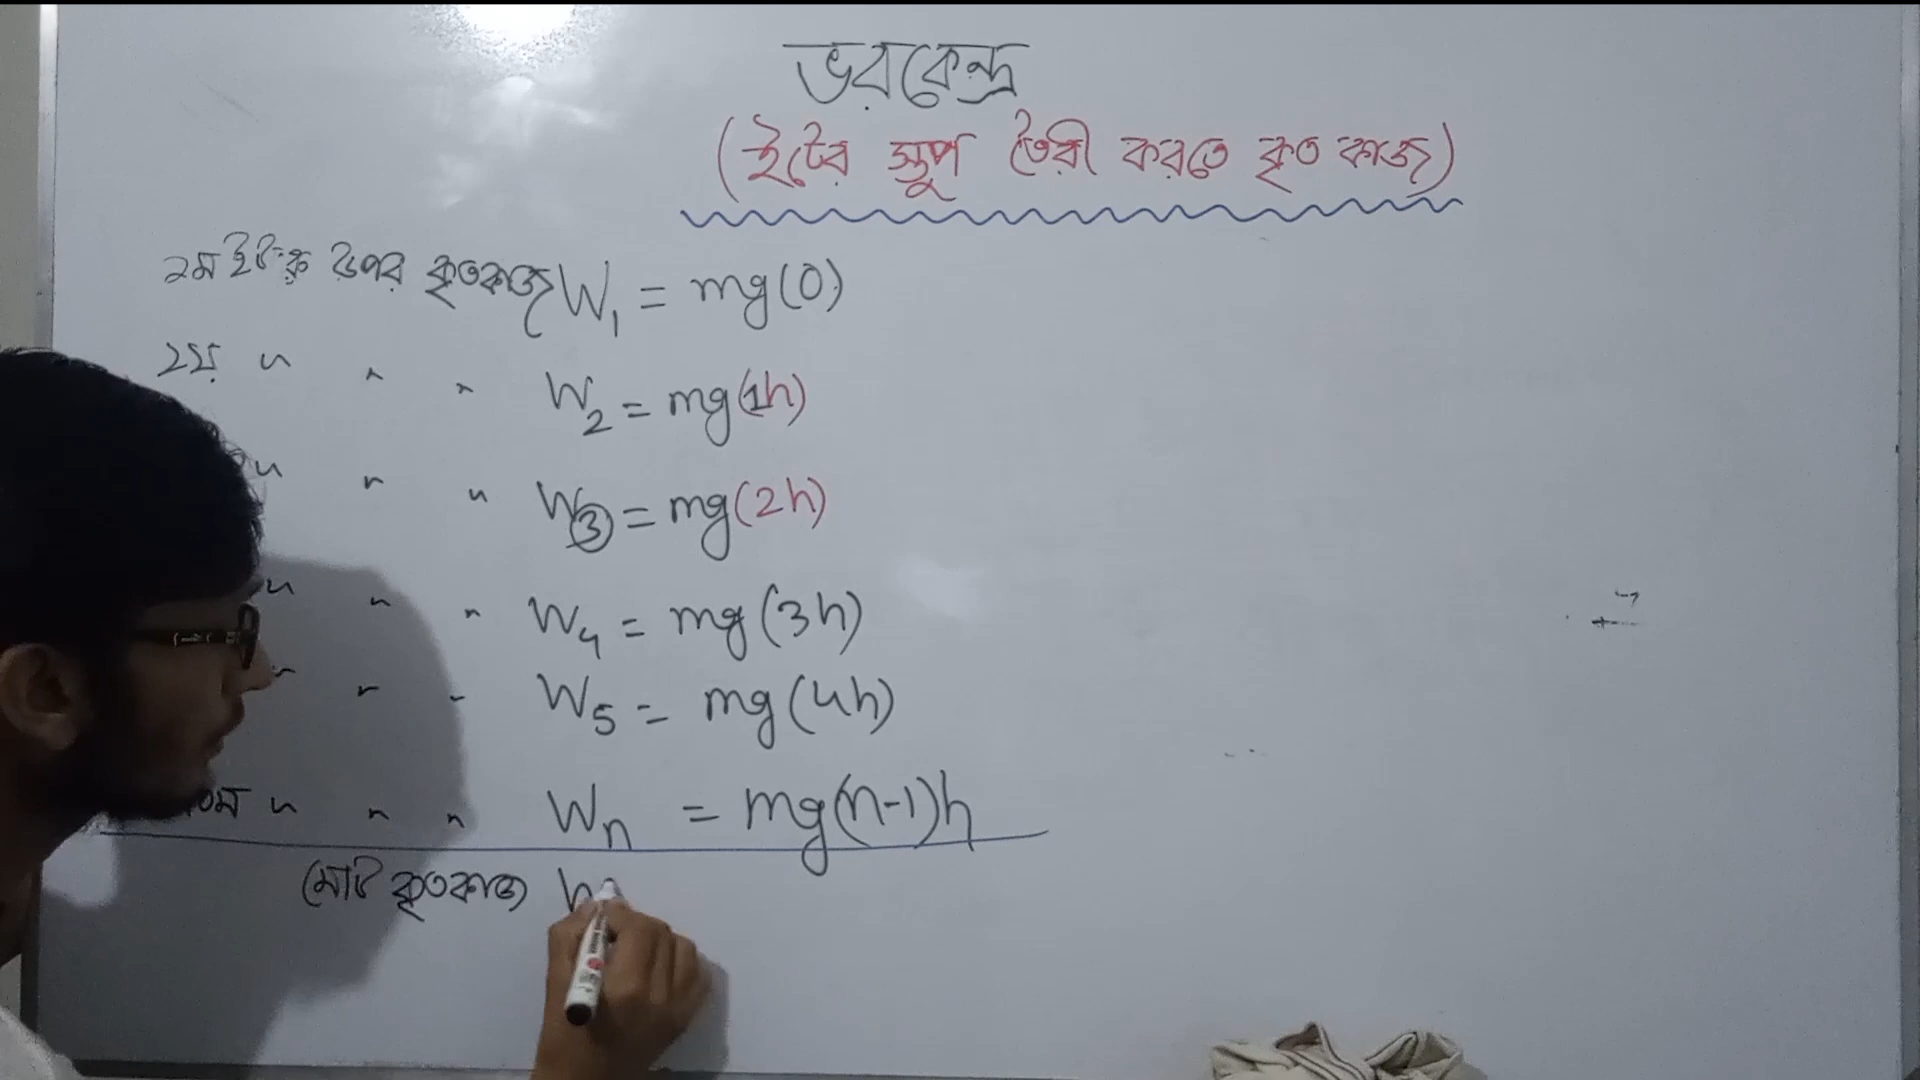 ভরকেন্দ্র
(ইটের স্তুপ তৈরী করতে কৃত কাজ)
১ম ইটের উপর কৃতকাজ W₁ = mg(0)
২য় " " " W₂ = mg(1h)
" " " W₃ = mg(2h)
" " " W₄ = mg(3h)
" " " W₅ = mg(4h)
তম " " " Wₙ = mg(n-1)h
মোট কৃতকাজ W